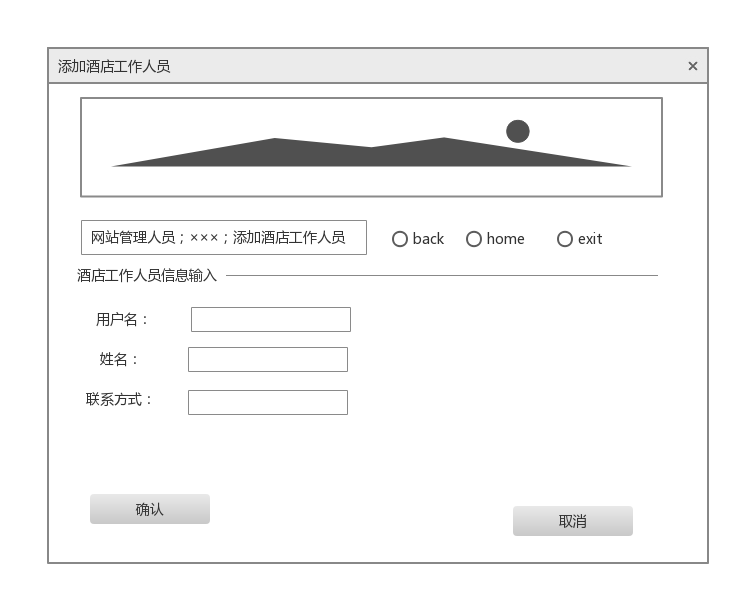 添加酒店工作人员
网站管理人员；×××；添加酒店工作人员 back home exit
酒店工作人员信息输入
用户名：
姓名：
联系方式：
确认
取消